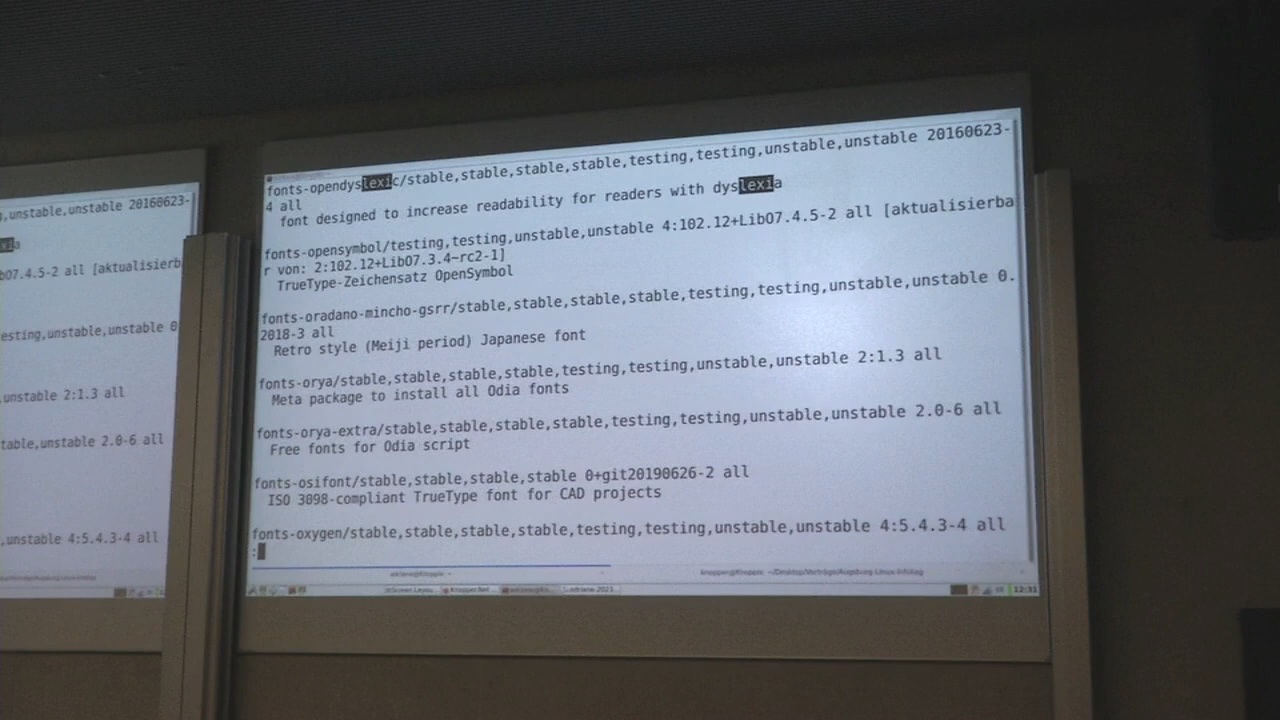 fonts-opendyslexic/stable,stable,stable,stable,testing,testing,unstable,unstable 20160623-
4 all
font designed to increase readability for readers with dyslexia
fonts-opensymbol/testing,testing,unstable,unstable 4:102.12+LibO7.4.5-2 all [aktualisierba
r von: 2:102.12+LibO7.3.4~rc2-1]
TrueType-Zeichensatz OpenSymbol
fonts-oradano-mincho-gsrr/stable,stable,stable,stable,testing,testing,unstable,unstable 0.
2018-3 all
Retro style (Meiji period) Japanese font
fonts-orya/stable,stable,stable,stable,testing,testing,unstable,unstable 2:1.3 all
Meta package to install all Odia fonts
fonts-orya-extra/stable,stable,stable,stable,testing,testing,unstable,unstable 2.0-6 all
Free fonts for Odia script
fonts-osifont/stable,stable,stable,stable 0+git20190626-2 all
ISO 3098-compliant TrueType font for CAD projects
fonts-oxygen/stable,stable,stable,stable,testing,testing,unstable,unstable 4:5.4.3-4 all
:
12:31
,unstable,unstable 20160623-
xia
bO7.4.5-2 all [aktualisierb
esting,unstable,unstable 0
unstable 2:1.3 all
table,unstable 2.0-6 all
,unstable 4:5.4.3-4 all